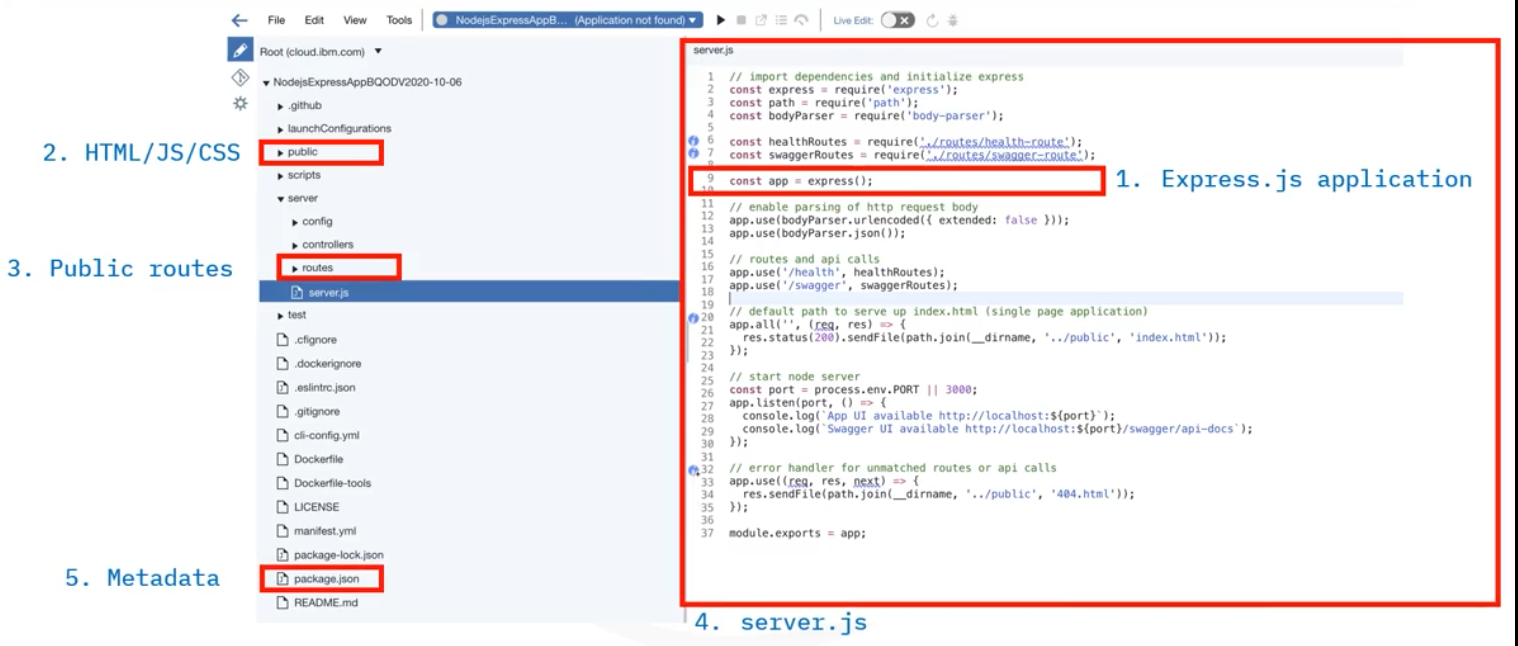 File Edit View Tools NodejsExpressAppB... (Application not found) Live Edit:
Root (cloud.ibm.com)
NodejsExpressAppBQODV2020-10-06
.github
launchConfigurations
2. HTML/JS/CSS
public
scripts
server
config
controllers
3. Public routes
routes
server.js
test
.cfignore
.dockerignore
.eslintrc.json
.gitignore
cli-config.yml
Dockerfile
Dockerfile-tools
LICENSE
manifest.yml
package-lock.json
5. Metadata
package.json
README.md
server.js
1 // import dependencies and initialize express
2 const express = require('express');
3 const path = require('path');
4 const bodyParser = require('body-parser');
5
6 const healthRoutes = require('./routes/health-route');
7 const swaggerRoutes = require('./routes/swagger-route');
8
9 const app = express();
1. Express.js application
10
11 // enable parsing of http request body
12 app.use(bodyParser.urlencoded({ extended: false }));
13 app.use(bodyParser.json());
14
15 // routes and api calls
16 app.use('/health', healthRoutes);
17 app.use('/swagger', swaggerRoutes);
18
19 // default path to serve up index.html (single page application)
20 app.all('', (req, res) => {
21 res.status(200).sendFile(path.join(__dirname, '../public', 'index.html'));
22 });
23
24 // start node server
25 const port = process.env.PORT || 3000;
26 app.listen(port, () => {
27 console.log(`App UI available http://localhost:${port}`);
28 console.log(`Swagger UI available http://localhost:${port}/swagger/api-docs`);
29 });
30
31 // error handler for unmatched routes or api calls
32 app.use((req, res, next) => {
33 res.sendFile(path.join(__dirname, '../public', '404.html'));
34 });
35
36 module.exports = app;
37
4. server.js